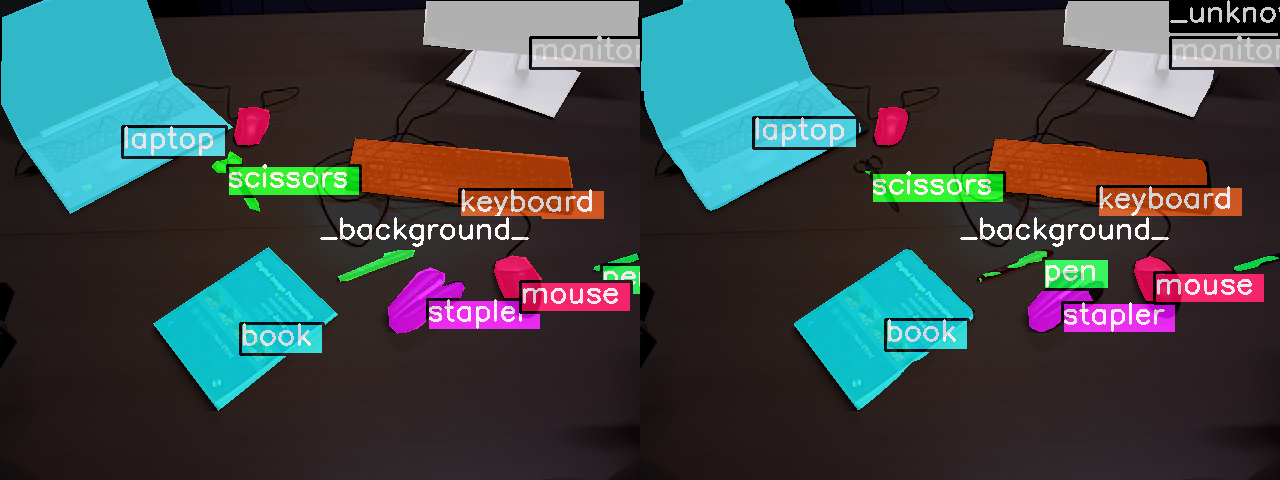 monitor
laptop
scissors
keyboard
_background_
pe
mouse
stapler
book
_unkno
monitor
laptop
scissors
keyboard
_background_
pen
mouse
stapler
book